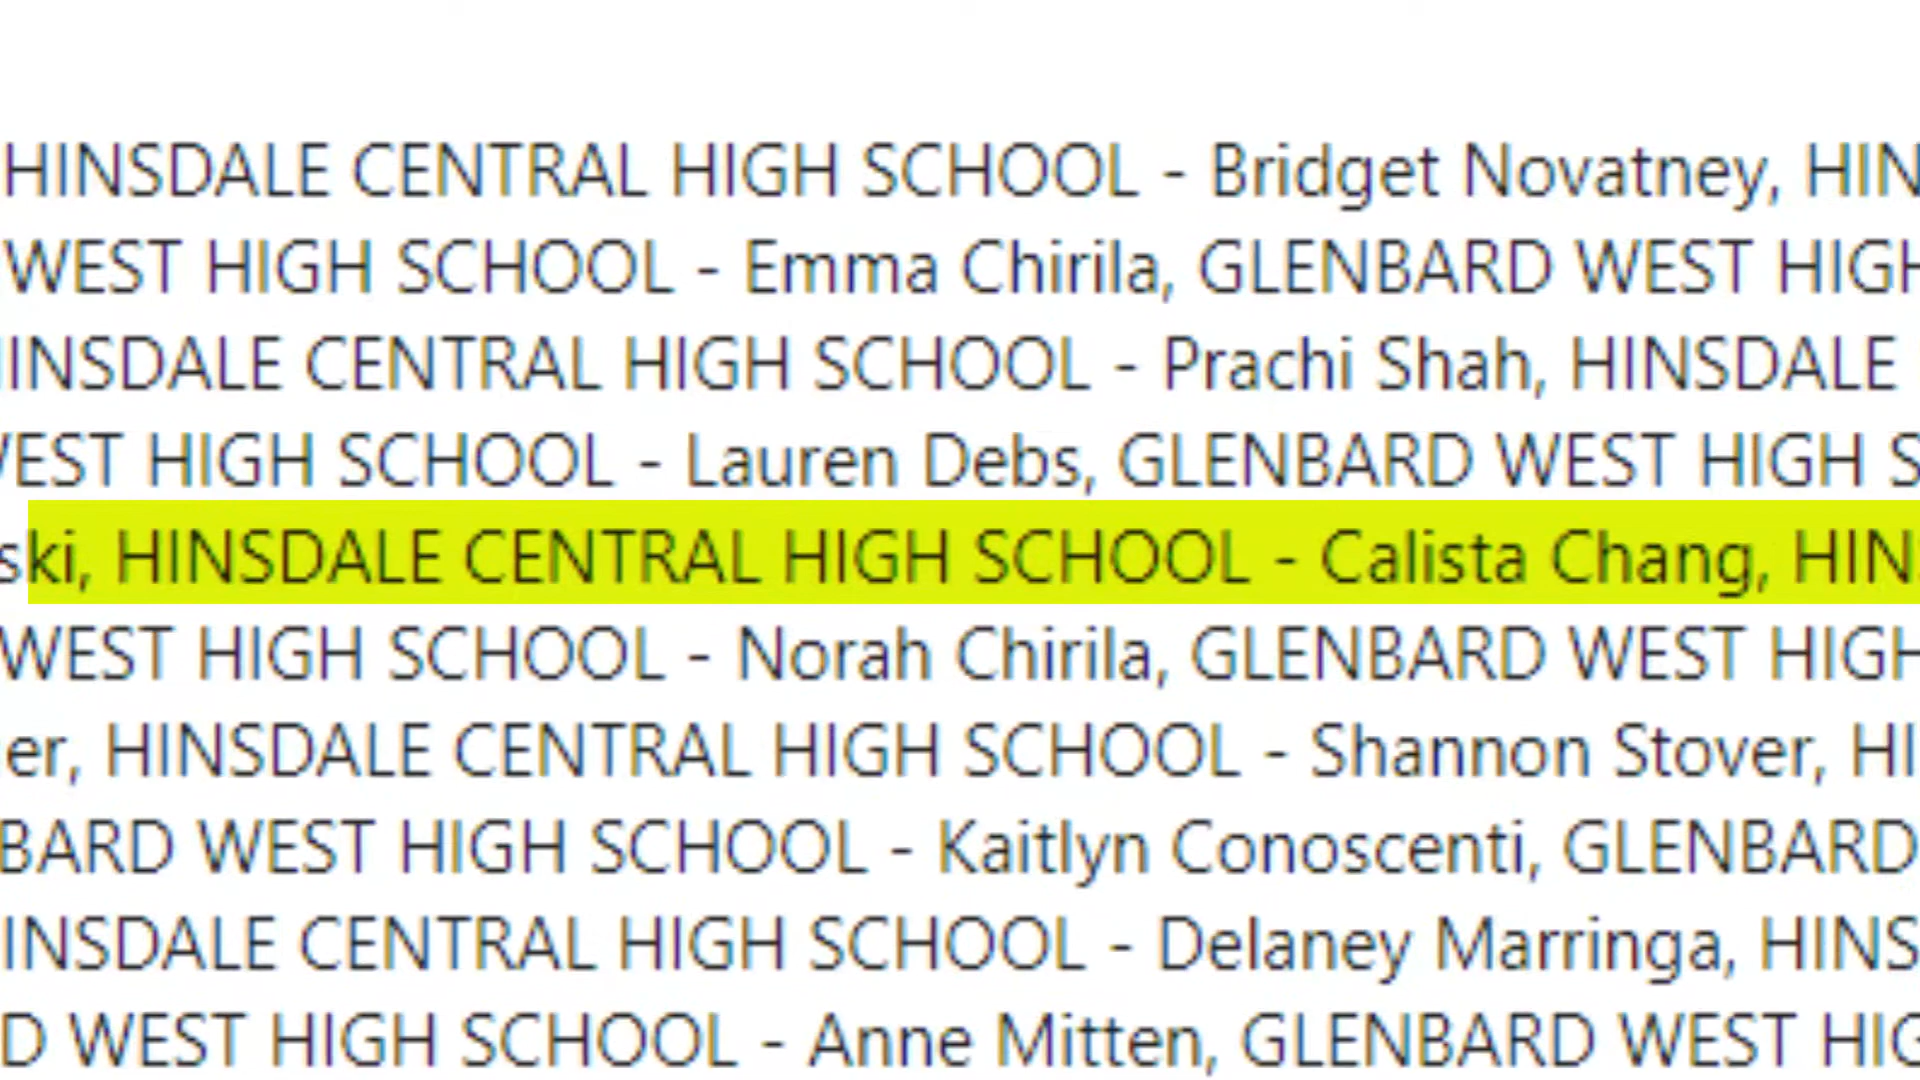 HINSDALE CENTRAL HIGH SCHOOL - Bridget Novatney, HIN
WEST HIGH SCHOOL - Emma Chirila, GLENBARD WEST HIGH
INSDALE CENTRAL HIGH SCHOOL - Prachi Shah, HINSDALE
WEST HIGH SCHOOL - Lauren Debs, GLENBARD WEST HIGH S
ski, HINSDALE CENTRAL HIGH SCHOOL - Calista Chang, HINS
WEST HIGH SCHOOL - Norah Chirila, GLENBARD WEST HIGH
er, HINSDALE CENTRAL HIGH SCHOOL - Shannon Stover, HI
BARD WEST HIGH SCHOOL - Kaitlyn Conoscenti, GLENBARD
INSDALE CENTRAL HIGH SCHOOL - Delaney Marringa, HINS
D WEST HIGH SCHOOL - Anne Mitten, GLENBARD WEST HIG